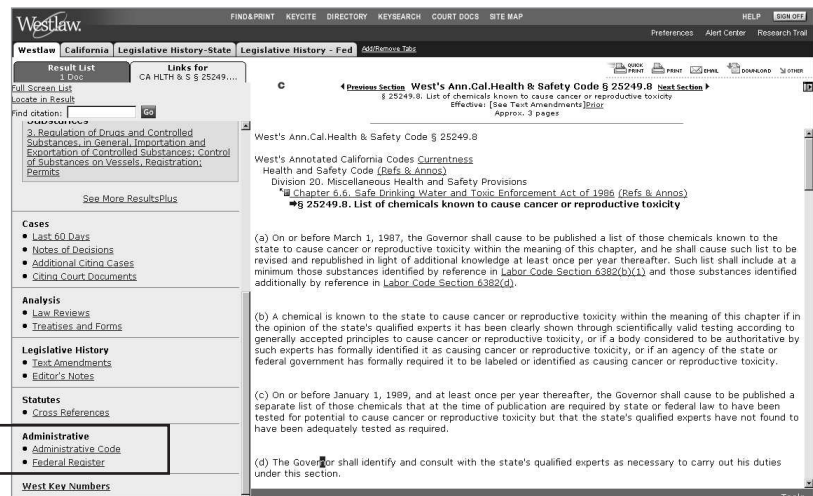 Westlaw.
FIND&PRINT KEYCITE DIRECTORY KEYSEARCH COURT DOCS SITE MAP
HELP SIGN OFF
Preferences Alert Center Research Trail
Westlaw California Legislative History-State Legislative History - Fed Add/Remove Tabs
Result List
1 Doc
Links for
CA HLTH & S § 25249....
Full Screen List
Locate in Result
Find citation: Go
Substances
3. Regulation of Drugs and Controlled
Substances, in General, Importation and
Exportation of Controlled Substances; Control
of Substances on Vessels, Registration;
Permits
See More ResultsPlus
Cases
• Last 60 Days
• Notes of Decisions
• Additional Citing Cases
• Citing Court Documents
Analysis
• Law Reviews
• Treatises and Forms
Legislative History
• Text Amendments
• Editor's Notes
Statutes
• Cross References
Administrative
• Administrative Code
• Federal Register
West Key Numbers
QUICK PRINT PRINT EMAIL DOWNLOAD OTHER
C
Previous Section West's Ann.Cal.Health & Safety Code § 25249.8 Next Section
§ 25249.8. List of chemicals known to cause cancer or reproductive toxicity
Effective: [See Text Amendments]Prior
Approx. 3 pages
West's Ann.Cal.Health & Safety Code § 25249.8
West's Annotated California Codes Currentness
Health and Safety Code (Refs & Annos)
Division 20. Miscellaneous Health and Safety Provisions
Chapter 6.6. Safe Drinking Water and Toxic Enforcement Act of 1986 (Refs & Annos)
➡§ 25249.8. List of chemicals known to cause cancer or reproductive toxicity
(a) On or before March 1, 1987, the Governor shall cause to be published a list of those chemicals known to the
state to cause cancer or reproductive toxicity within the meaning of this chapter, and he shall cause such list to be
revised and republished in light of additional knowledge at least once per year thereafter. Such list shall include at a
minimum those substances identified by reference in Labor Code Section 6382(b)(1) and those substances identified
additionally by reference in Labor Code Section 6382(d).
(b) A chemical is known to the state to cause cancer or reproductive toxicity within the meaning of this chapter if in
the opinion of the state's qualified experts it has been clearly shown through scientifically valid testing according to
generally accepted principles to cause cancer or reproductive toxicity, or if a body considered to be authoritative by
such experts has formally identified it as causing cancer or reproductive toxicity, or if an agency of the state or
federal government has formally required it to be labeled or identified as causing cancer or reproductive toxicity.
(c) On or before January 1, 1989, and at least once per year thereafter, the Governor shall cause to be published a
separate list of those chemicals that at the time of publication are required by state or federal law to have been
tested for potential to cause cancer or reproductive toxicity but that the state's qualified experts have not found to
have been adequately tested as required.
(d) The Governor shall identify and consult with the state's qualified experts as necessary to carry out his duties
under this section.